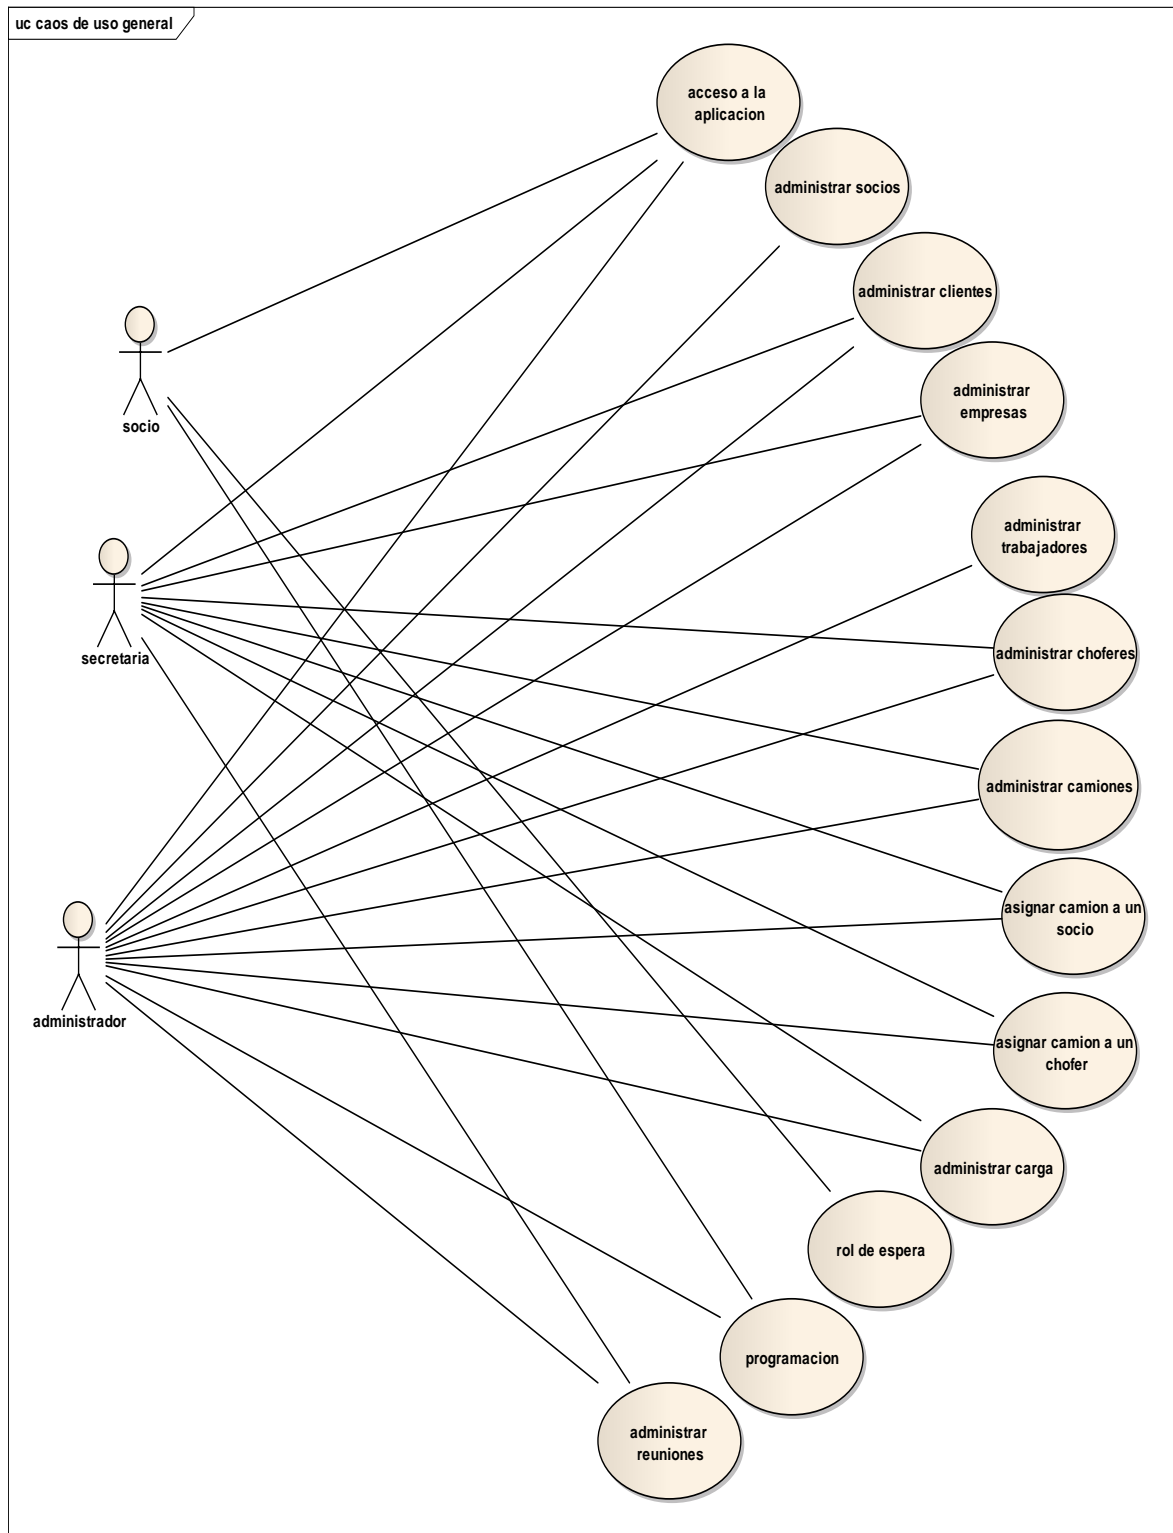 uc caos de uso general
acceso a la
aplicacion
administrar socios
administrar clientes
administrar
empresas
socio
administrar
trabajadores
secretaria
administrar choferes
administrar camiones
asignar camion a un
socio
administrador
asignar camion a un
chofer
administrar carga
rol de espera
programacion
administrar
reuniones